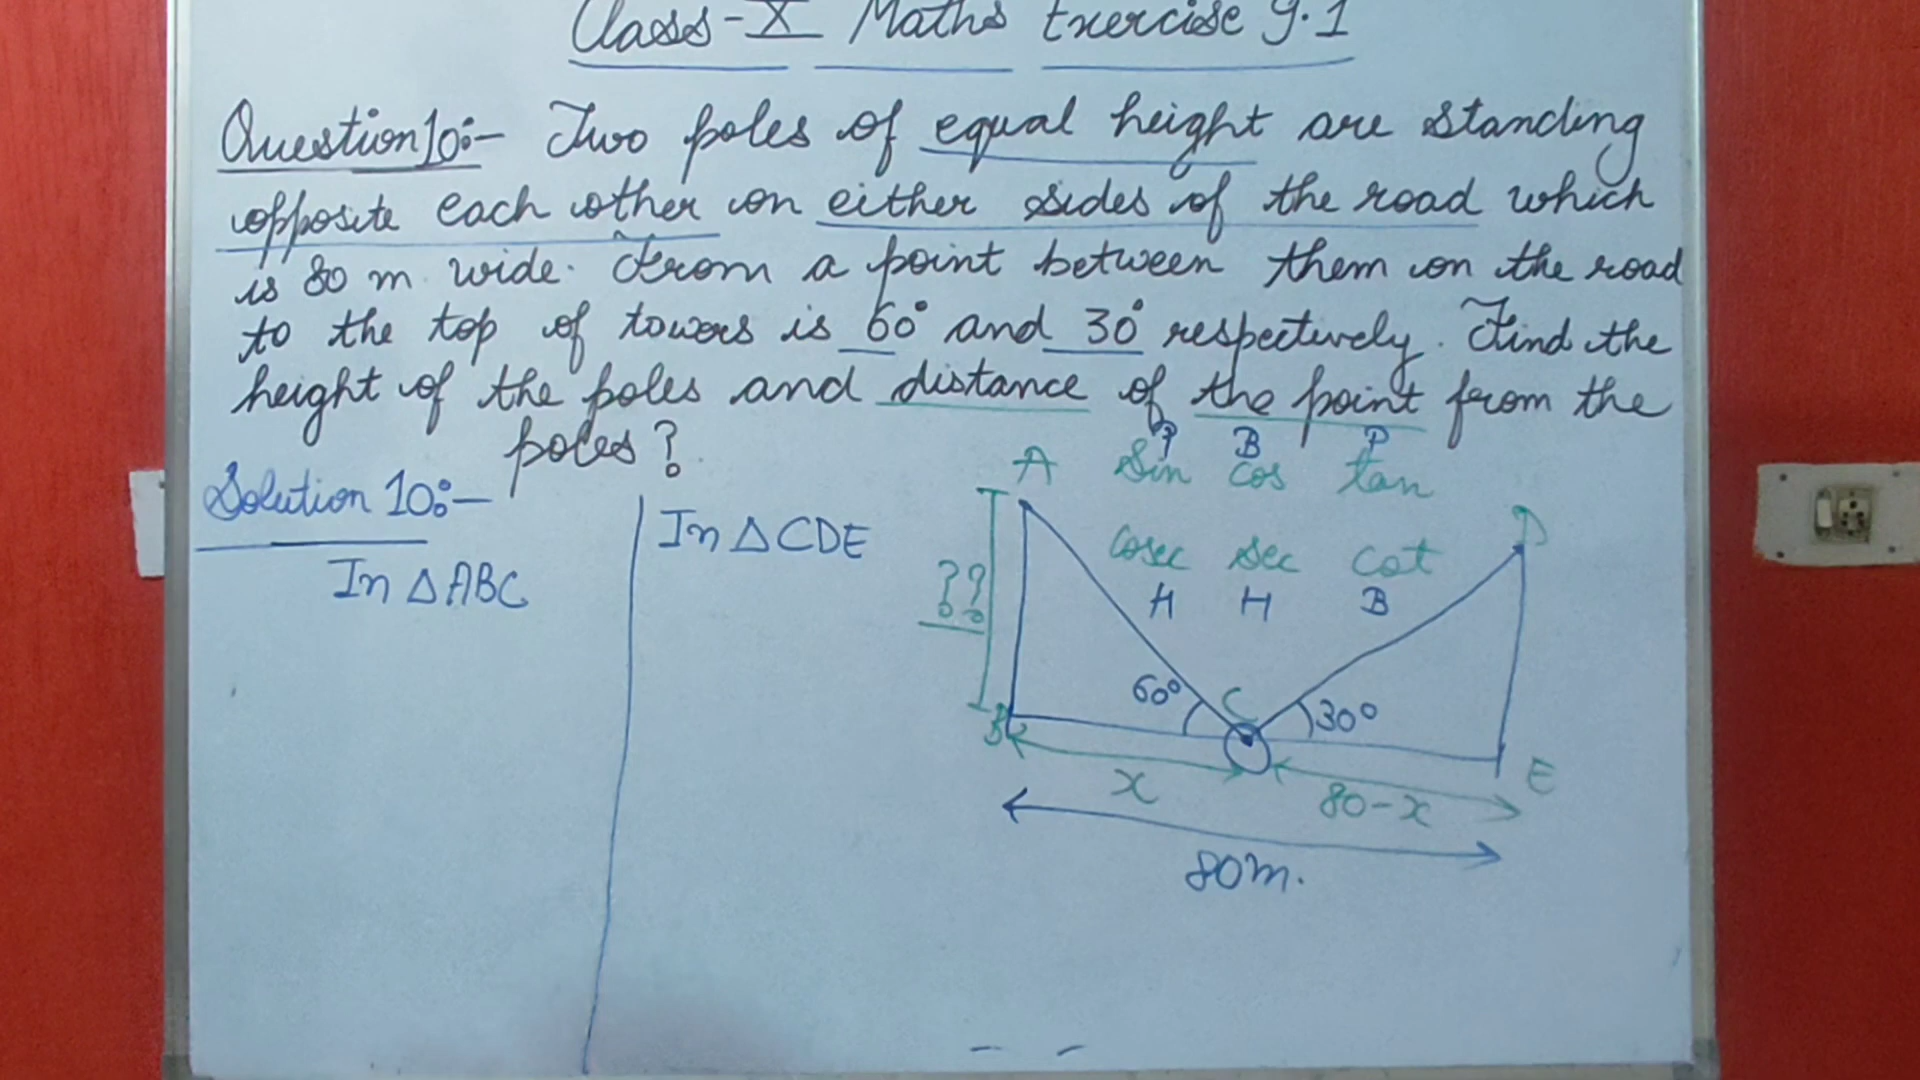 Class-X Maths Exercise 9.1
Question 10:- Two poles of equal height are standing
opposite each other on either sides of the road which
is 80 m wide. From a point between them on the road
to the top of towers is 60° and 30° respectively. Find the
height of the poles and distance of the point from the
poles?
Solution 10:-
In △ABC
In △CDE
P B P
Sin cos tan
Cosec Sec Cot
H H B
A
D
??
60° C 30°
B
E
x
80-x
80m.